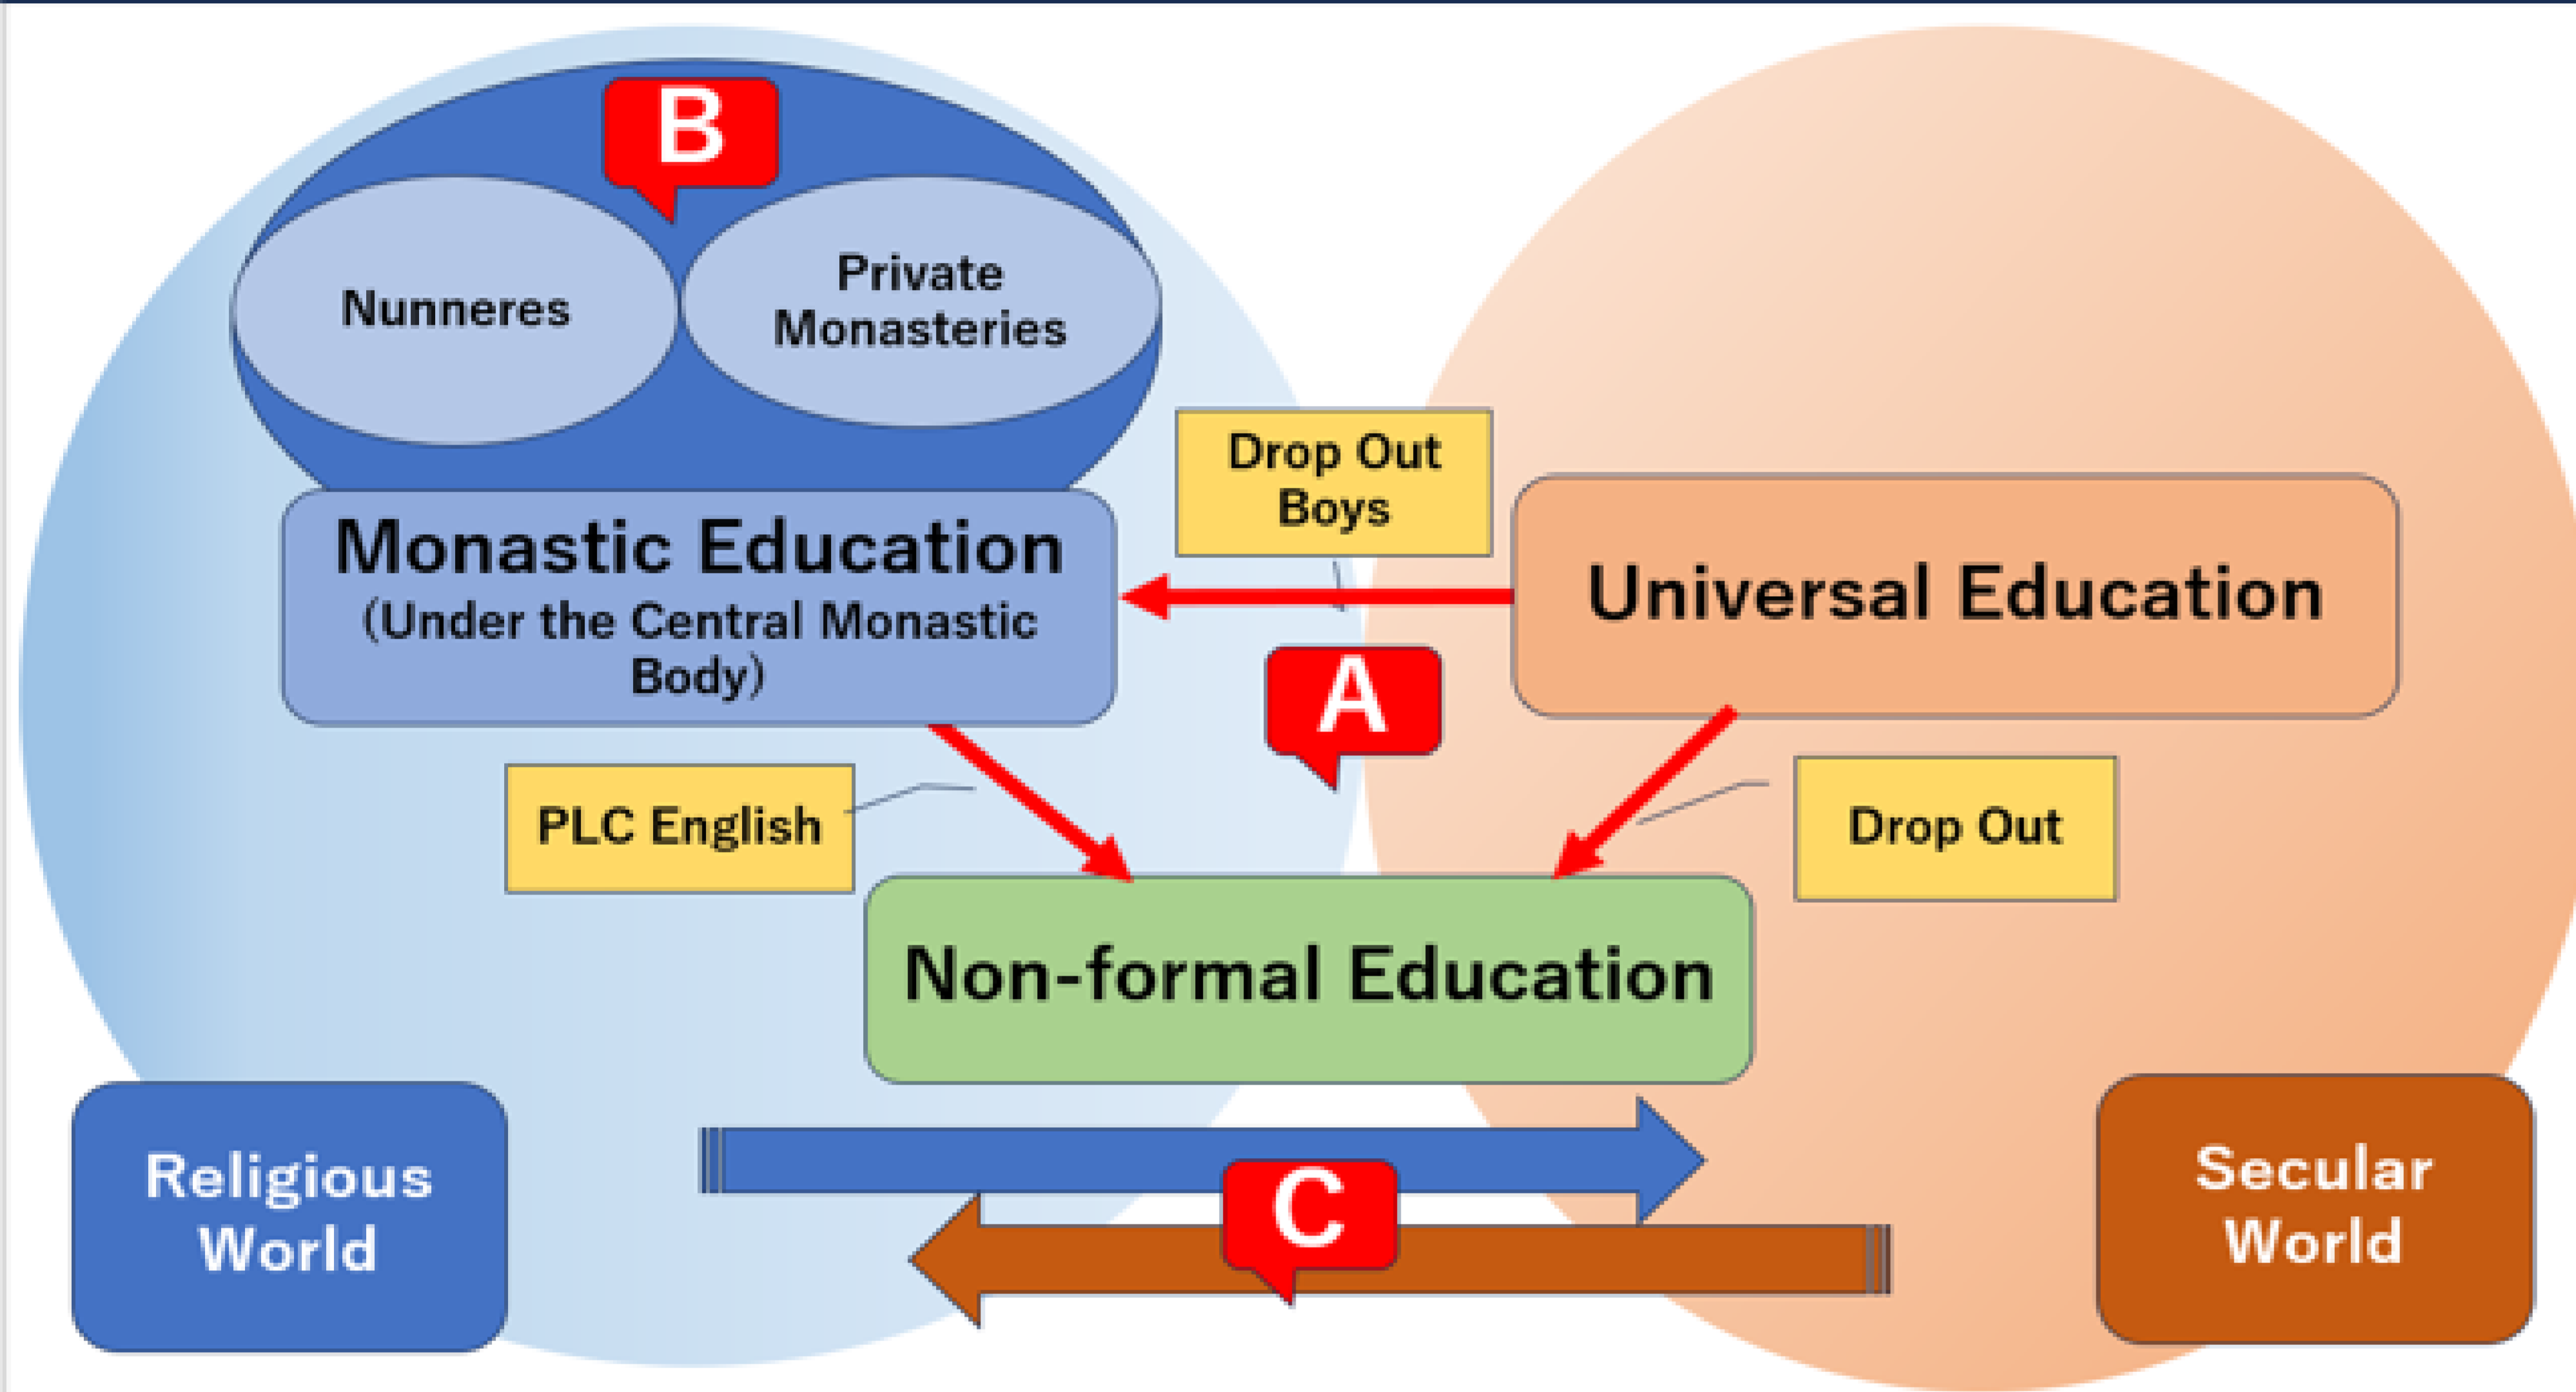 B
Nunneres
Private
Monasteries
Drop Out
Boys
Monastic Education
(Under the Central Monastic
Body)
Universal Education
A
PLC English
Drop Out
Non-formal Education
Religious
World
C
Secular
World